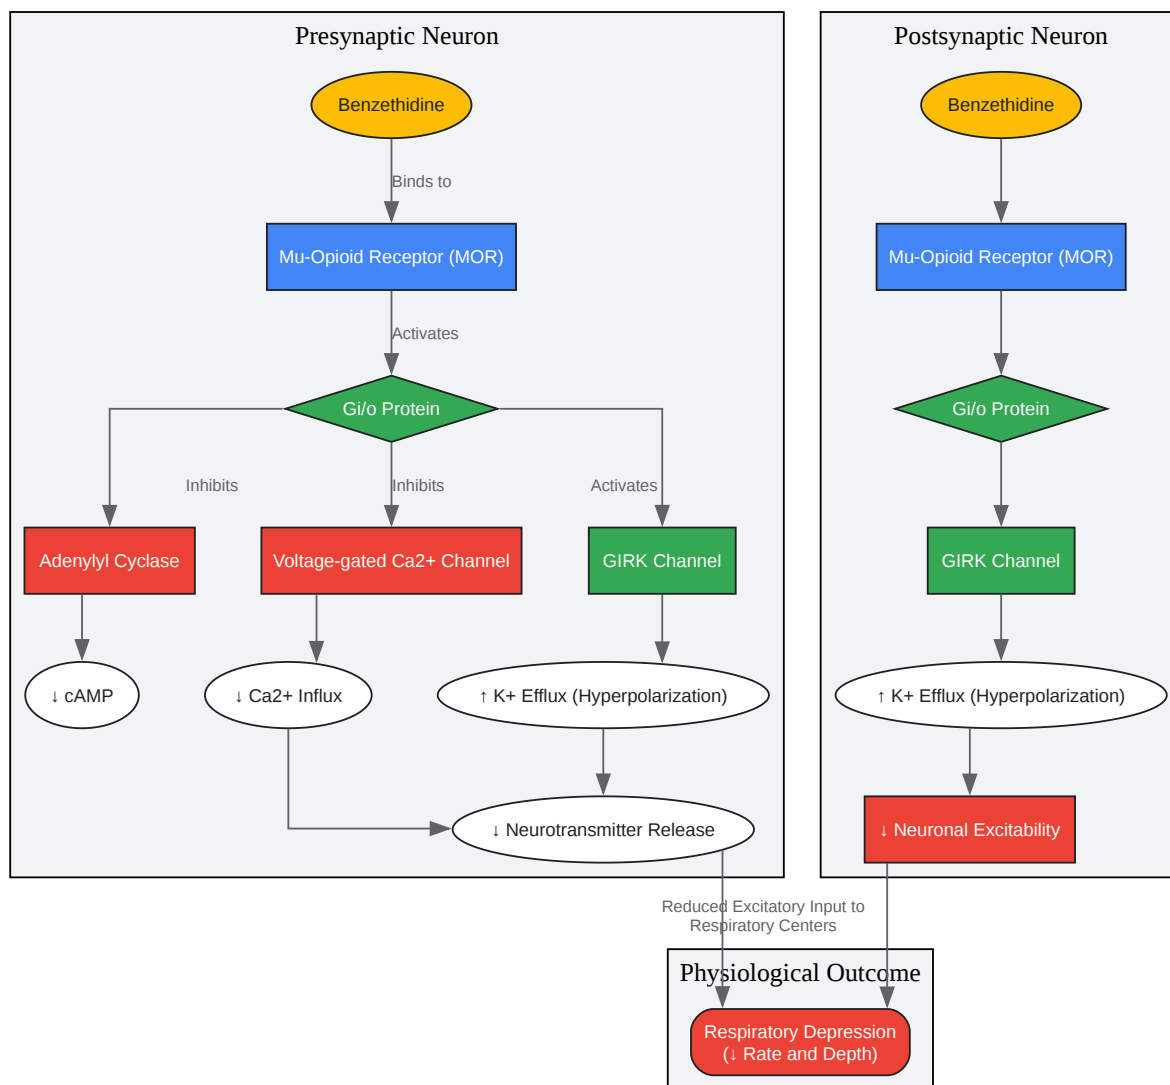 Presynaptic Neuron
Benzethidine
Binds to
Mu-Opioid Receptor (MOR)
Activates
Gi/o Protein
Inhibits
Inhibits
Activates
Adenylyl Cyclase
Voltage-gated Ca2+ Channel
GIRK Channel
↓ cAMP
↓ Ca2+ Influx
↑ K+ Efflux (Hyperpolarization)
↓ Neurotransmitter Release
Postsynaptic Neuron
Benzethidine
Mu-Opioid Receptor (MOR)
Gi/o Protein
GIRK Channel
↑ K+ Efflux (Hyperpolarization)
↓ Neuronal Excitability
Reduced Excitatory Input to
Respiratory Centers
Physiological Outcome
Respiratory Depression
(↓ Rate and Depth)